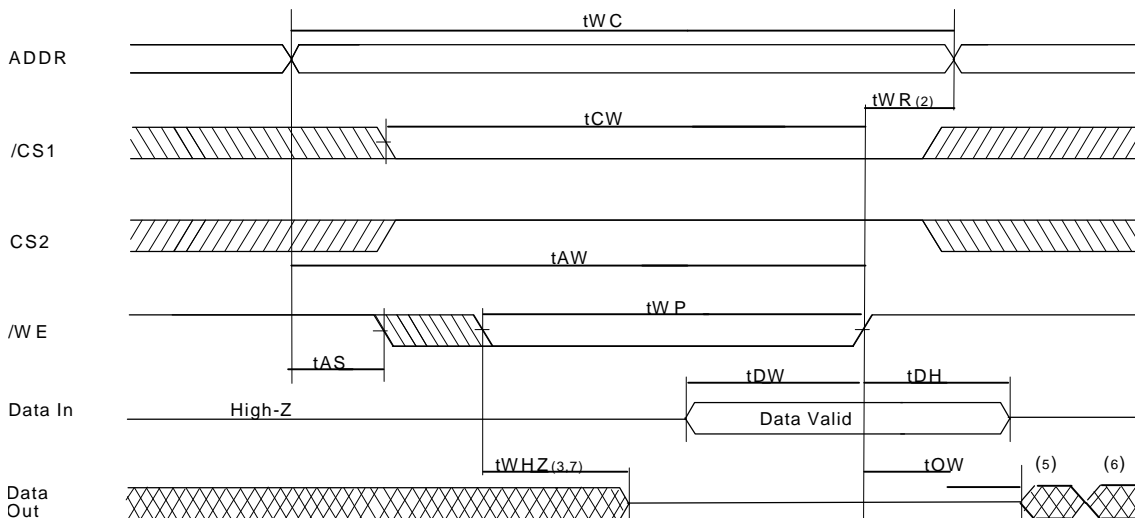 tWC
ADDR
tWR (2)
tCW
/CS1
CS2
tAW
tWP
/WE
tAS
tDW
tDH
Data In
High-Z
Data Valid
tWHZ (3,7)
tOW
(5)
(6)
Data
Out